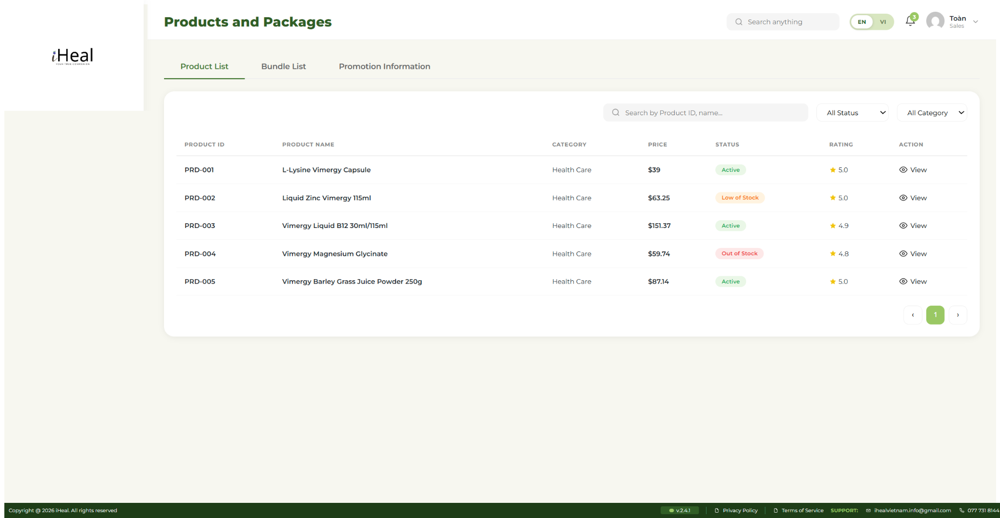 Products and Packages
Search anything
EN VI
3
Toàn
Sales
iHeal
YOUR TRUE COMPANION
Product List Bundle List Promotion Information
Search by Product ID, name...
All Status
All Category
PRODUCT ID PRODUCT NAME CATEGORY PRICE STATUS RATING ACTION
PRD-001 L-Lysine Vimergy Capsule Health Care $39 Active 5.0 View
PRD-002 Liquid Zinc Vimergy 115ml Health Care $63.25 Low of Stock 5.0 View
PRD-003 Vimergy Liquid B12 30ml/115ml Health Care $151.37 Active 4.9 View
PRD-004 Vimergy Magnesium Glycinate Health Care $59.74 Out of Stock 4.8 View
PRD-005 Vimergy Barley Grass Juice Powder 250g Health Care $87.14 Active 5.0 View
‹ 1 ›
Copyright @ 2026 iHeal. All rights reserved v.2.4.1 Privacy Policy Terms of Service SUPPORT: ihealvietnam.info@gmail.com 077 731 8144